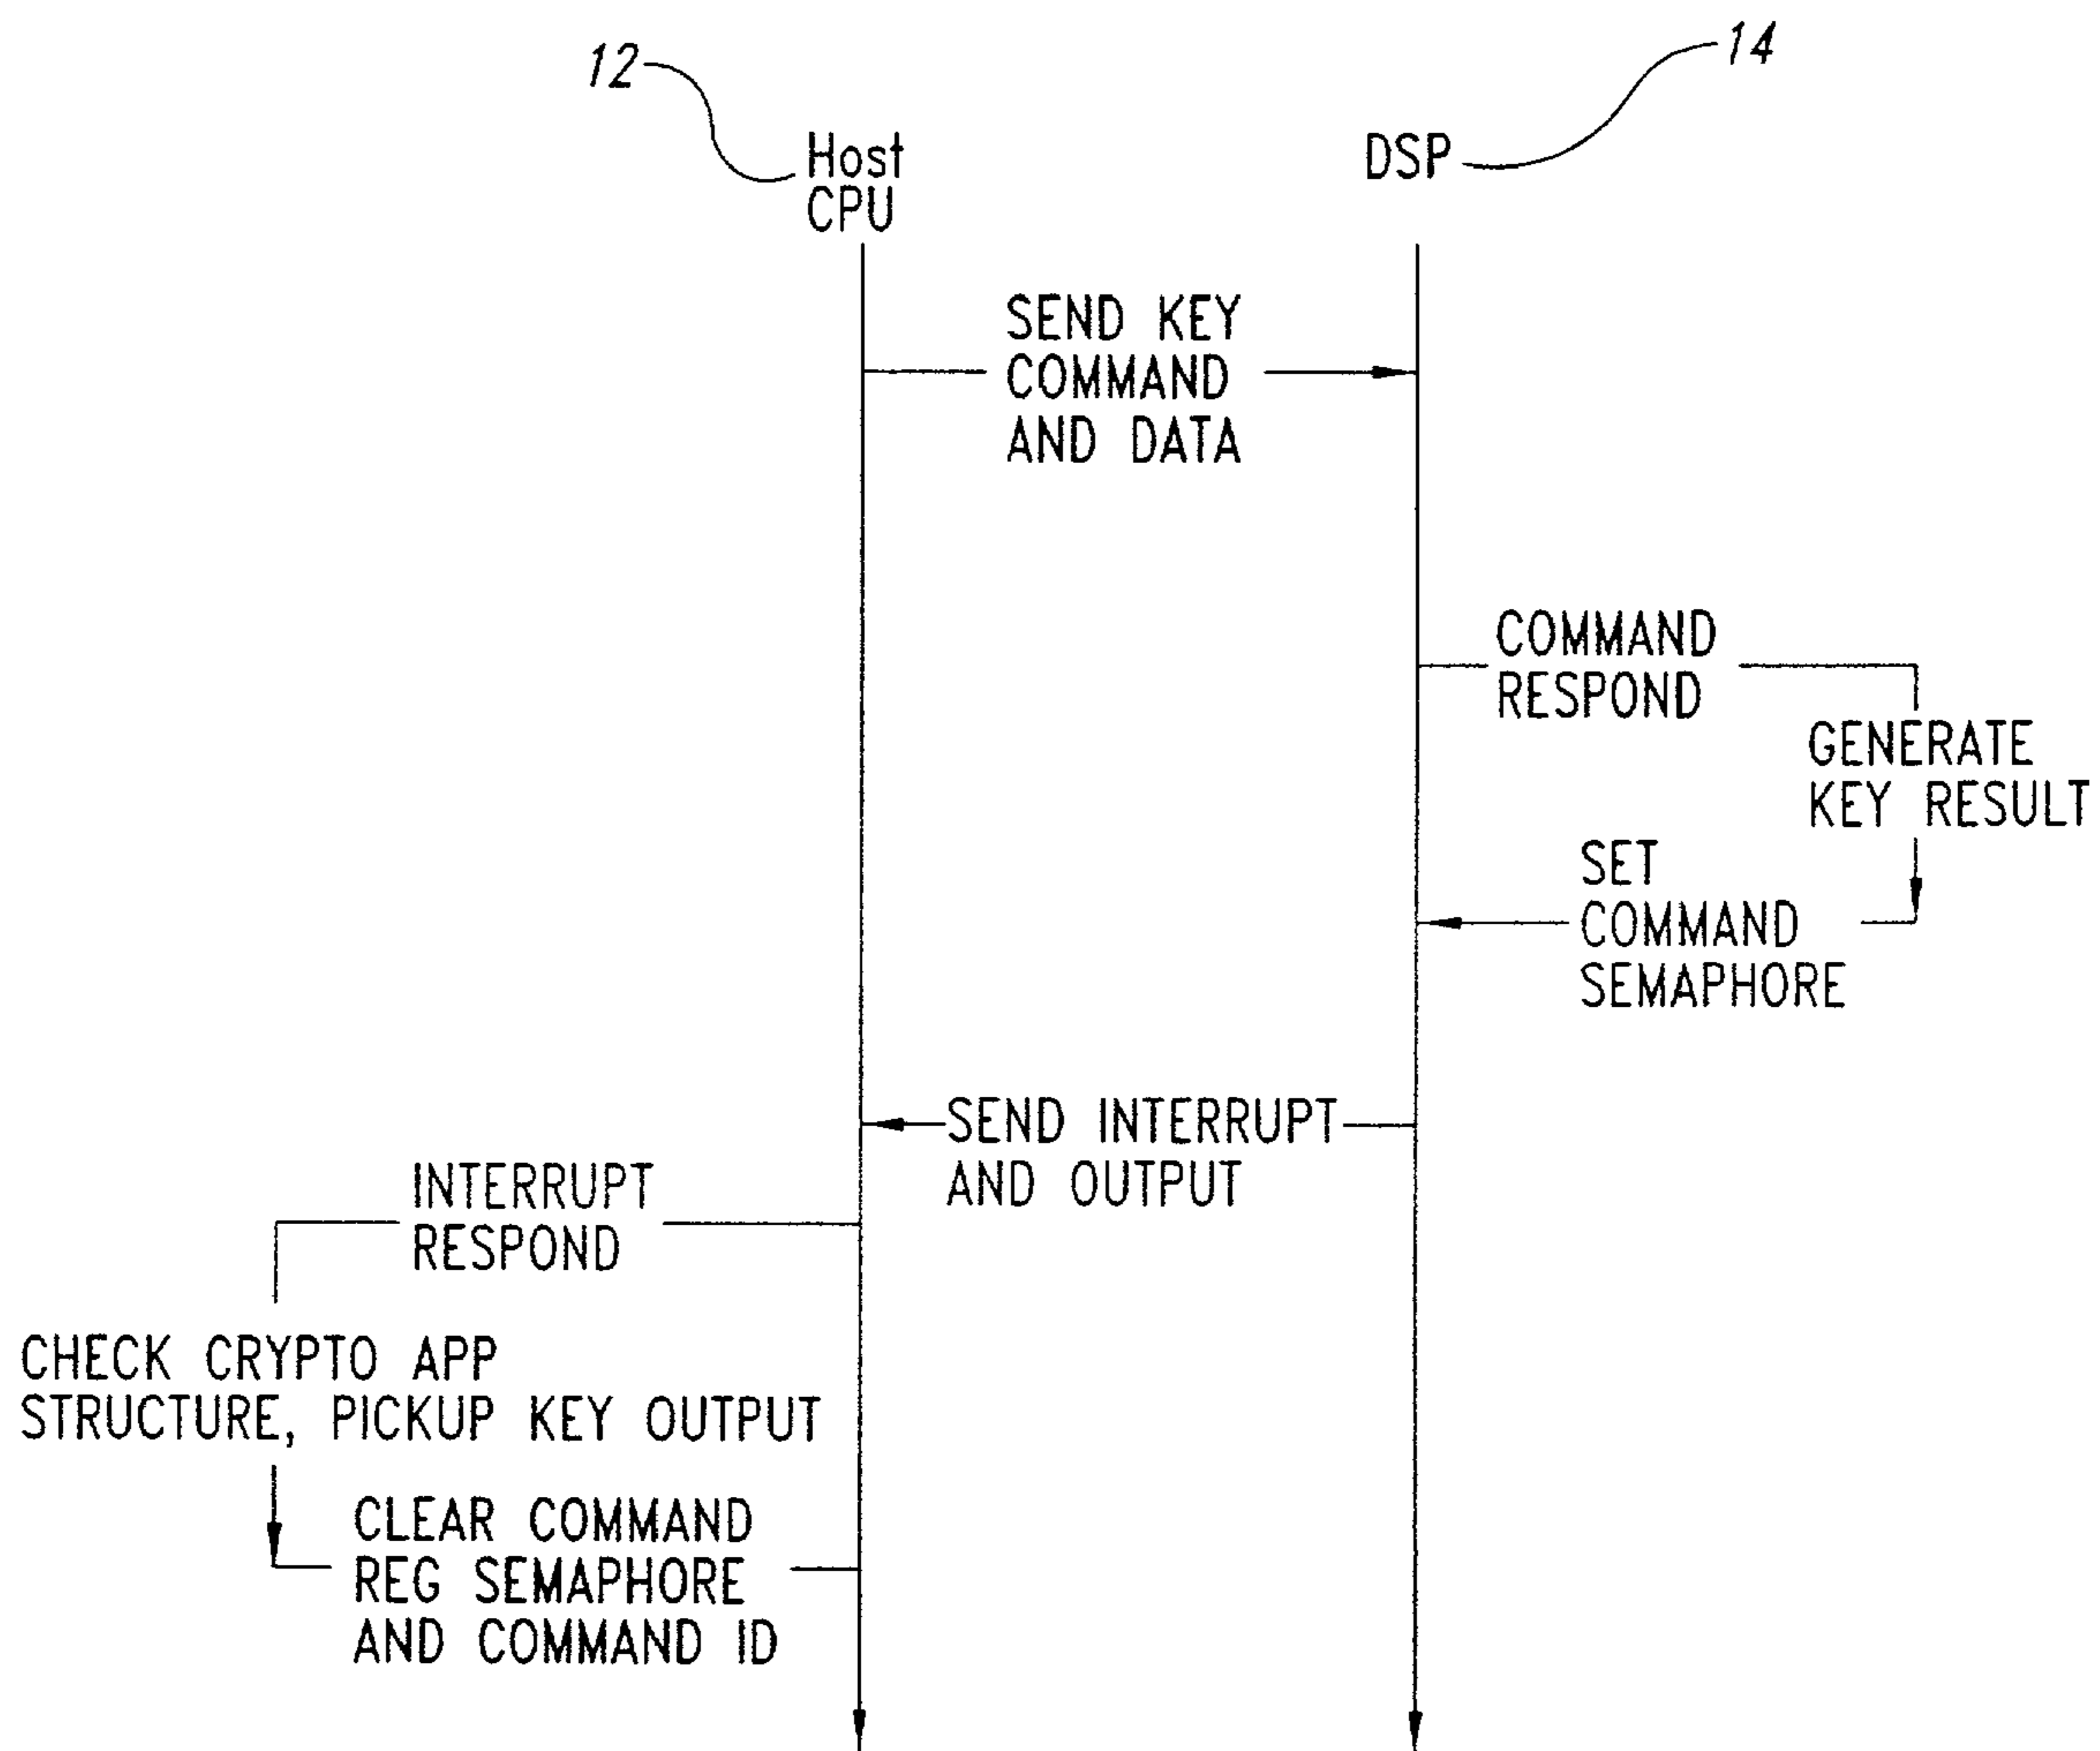 12
14
Host
CPU
DSP
SEND KEY
COMMAND
AND DATA
COMMAND
RESPOND
GENERATE
KEY RESULT
SET
COMMAND
SEMAPHORE
SEND INTERRUPT
AND OUTPUT
INTERRUPT
RESPOND
CHECK CRYPTO APP
STRUCTURE, PICKUP KEY OUTPUT
CLEAR COMMAND
REG SEMAPHORE
AND COMMAND ID